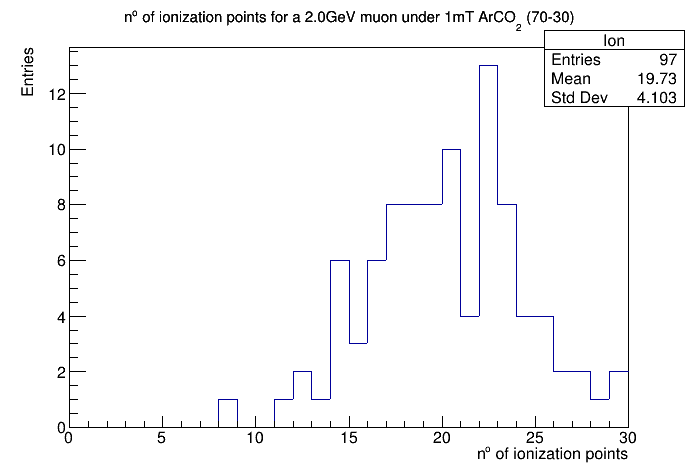 nº of ionization points for a 2.0GeV muon under 1mT ArCO₂ (70-30)
Ion
Entries 97
Mean 19.73
Std Dev 4.103
Entries
12
10
8
6
4
2
0
0 5 10 15 20 25 30
nº of ionization points